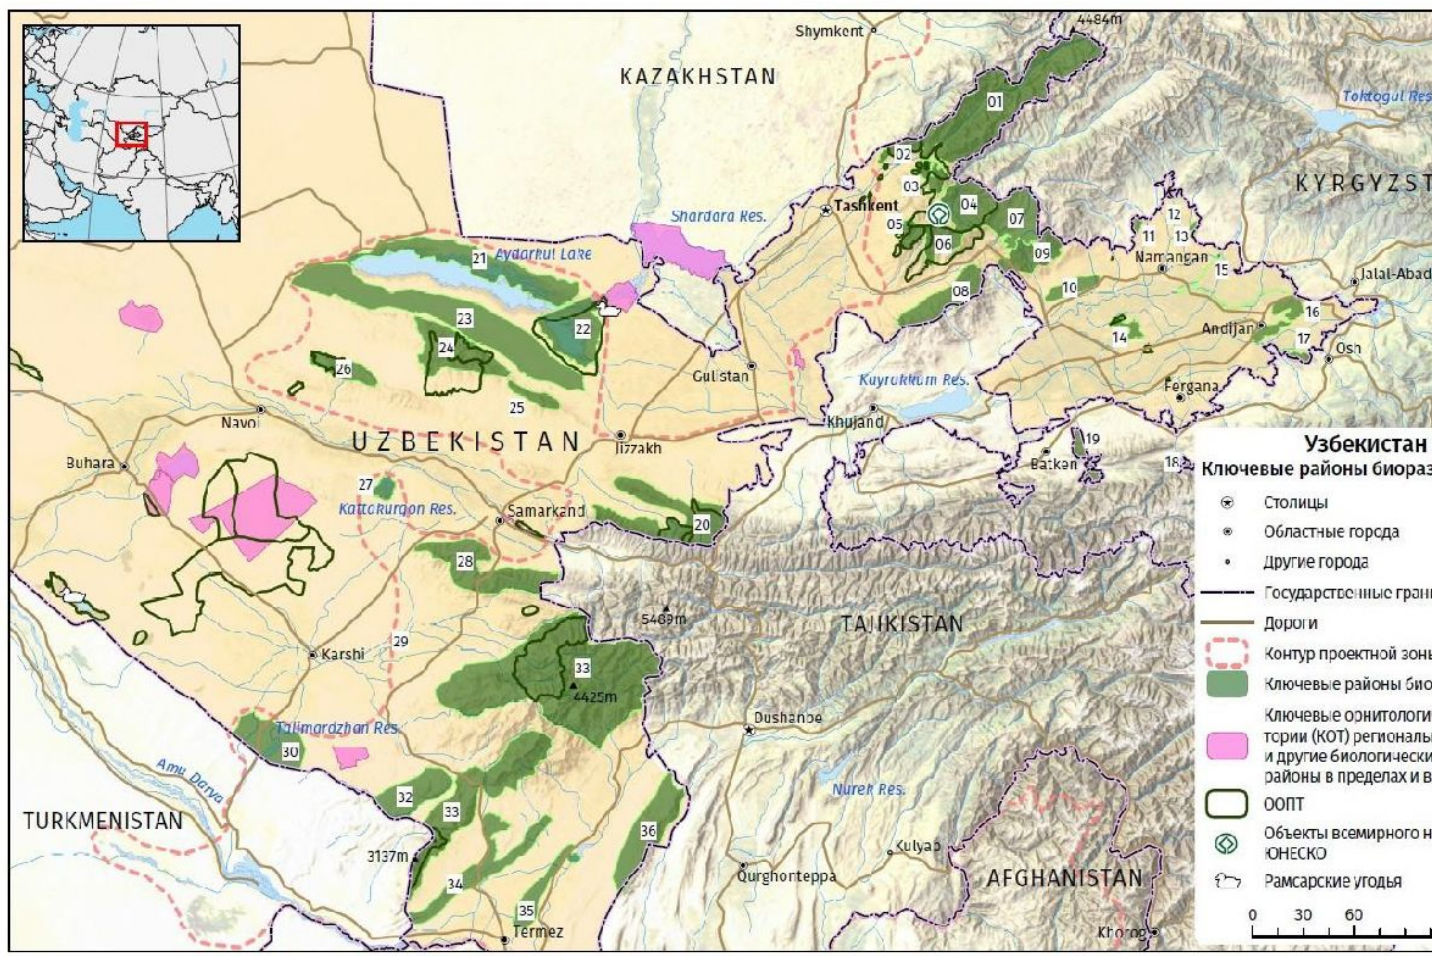 Shymkent
4484m
KAZAKHSTAN
01
Toktogul Res
02
KYRGYZST
03
Shardara Res.
Tashkent
04
07
12
05
11
13
06
09
Namangan
21
Aydarkul Lake
15
Jalal-Abad
08
10
23
22
16
Andijan
14
17
24
Osh
26
Gulistan
Kayrakkum Res.
Fergana
25
Khujand
Navoi
UZBEKISTAN
Jizzakh
19
Buhara
Batken
18
27
Kattakurgon Res.
Samarkand
20
28
5489m
TAJIKISTAN
29
Karshi
33
4425m
Dushanbe
Talimardzhan Res.
30
Amu Darya
Nurek Res.
32
33
TURKMENISTAN
36
3137m
Kulyab
Qurghonteppa
34
AFGHANISTAN
35
Termez
Khorog
Узбекистан
Ключевые районы биораз
Столицы
Областные города
Другие города
Государственные гран
Дороги
Контур проектной зон
Ключевые районы био
Ключевые орнитологи
тории (КОТ) региональ
и другие биологически
районы в пределах и в
ООПТ
Объекты всемирного н
ЮНЕСКО
Рамсарские угодья
0 30 60